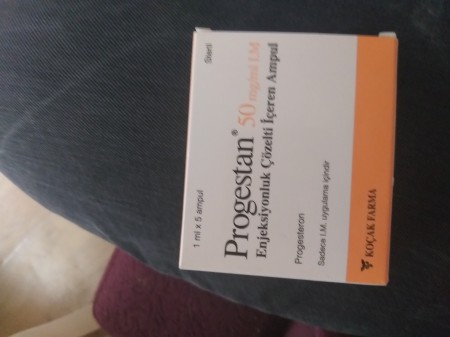 Steril
1 ml x 5 ampul
Progestan® 50 mg/ml I.M
Enjeksiyonluk Çözelti İçeren Ampul
Progesteron
Sadece I.M. uygulama içindir
KOÇAK FARMA